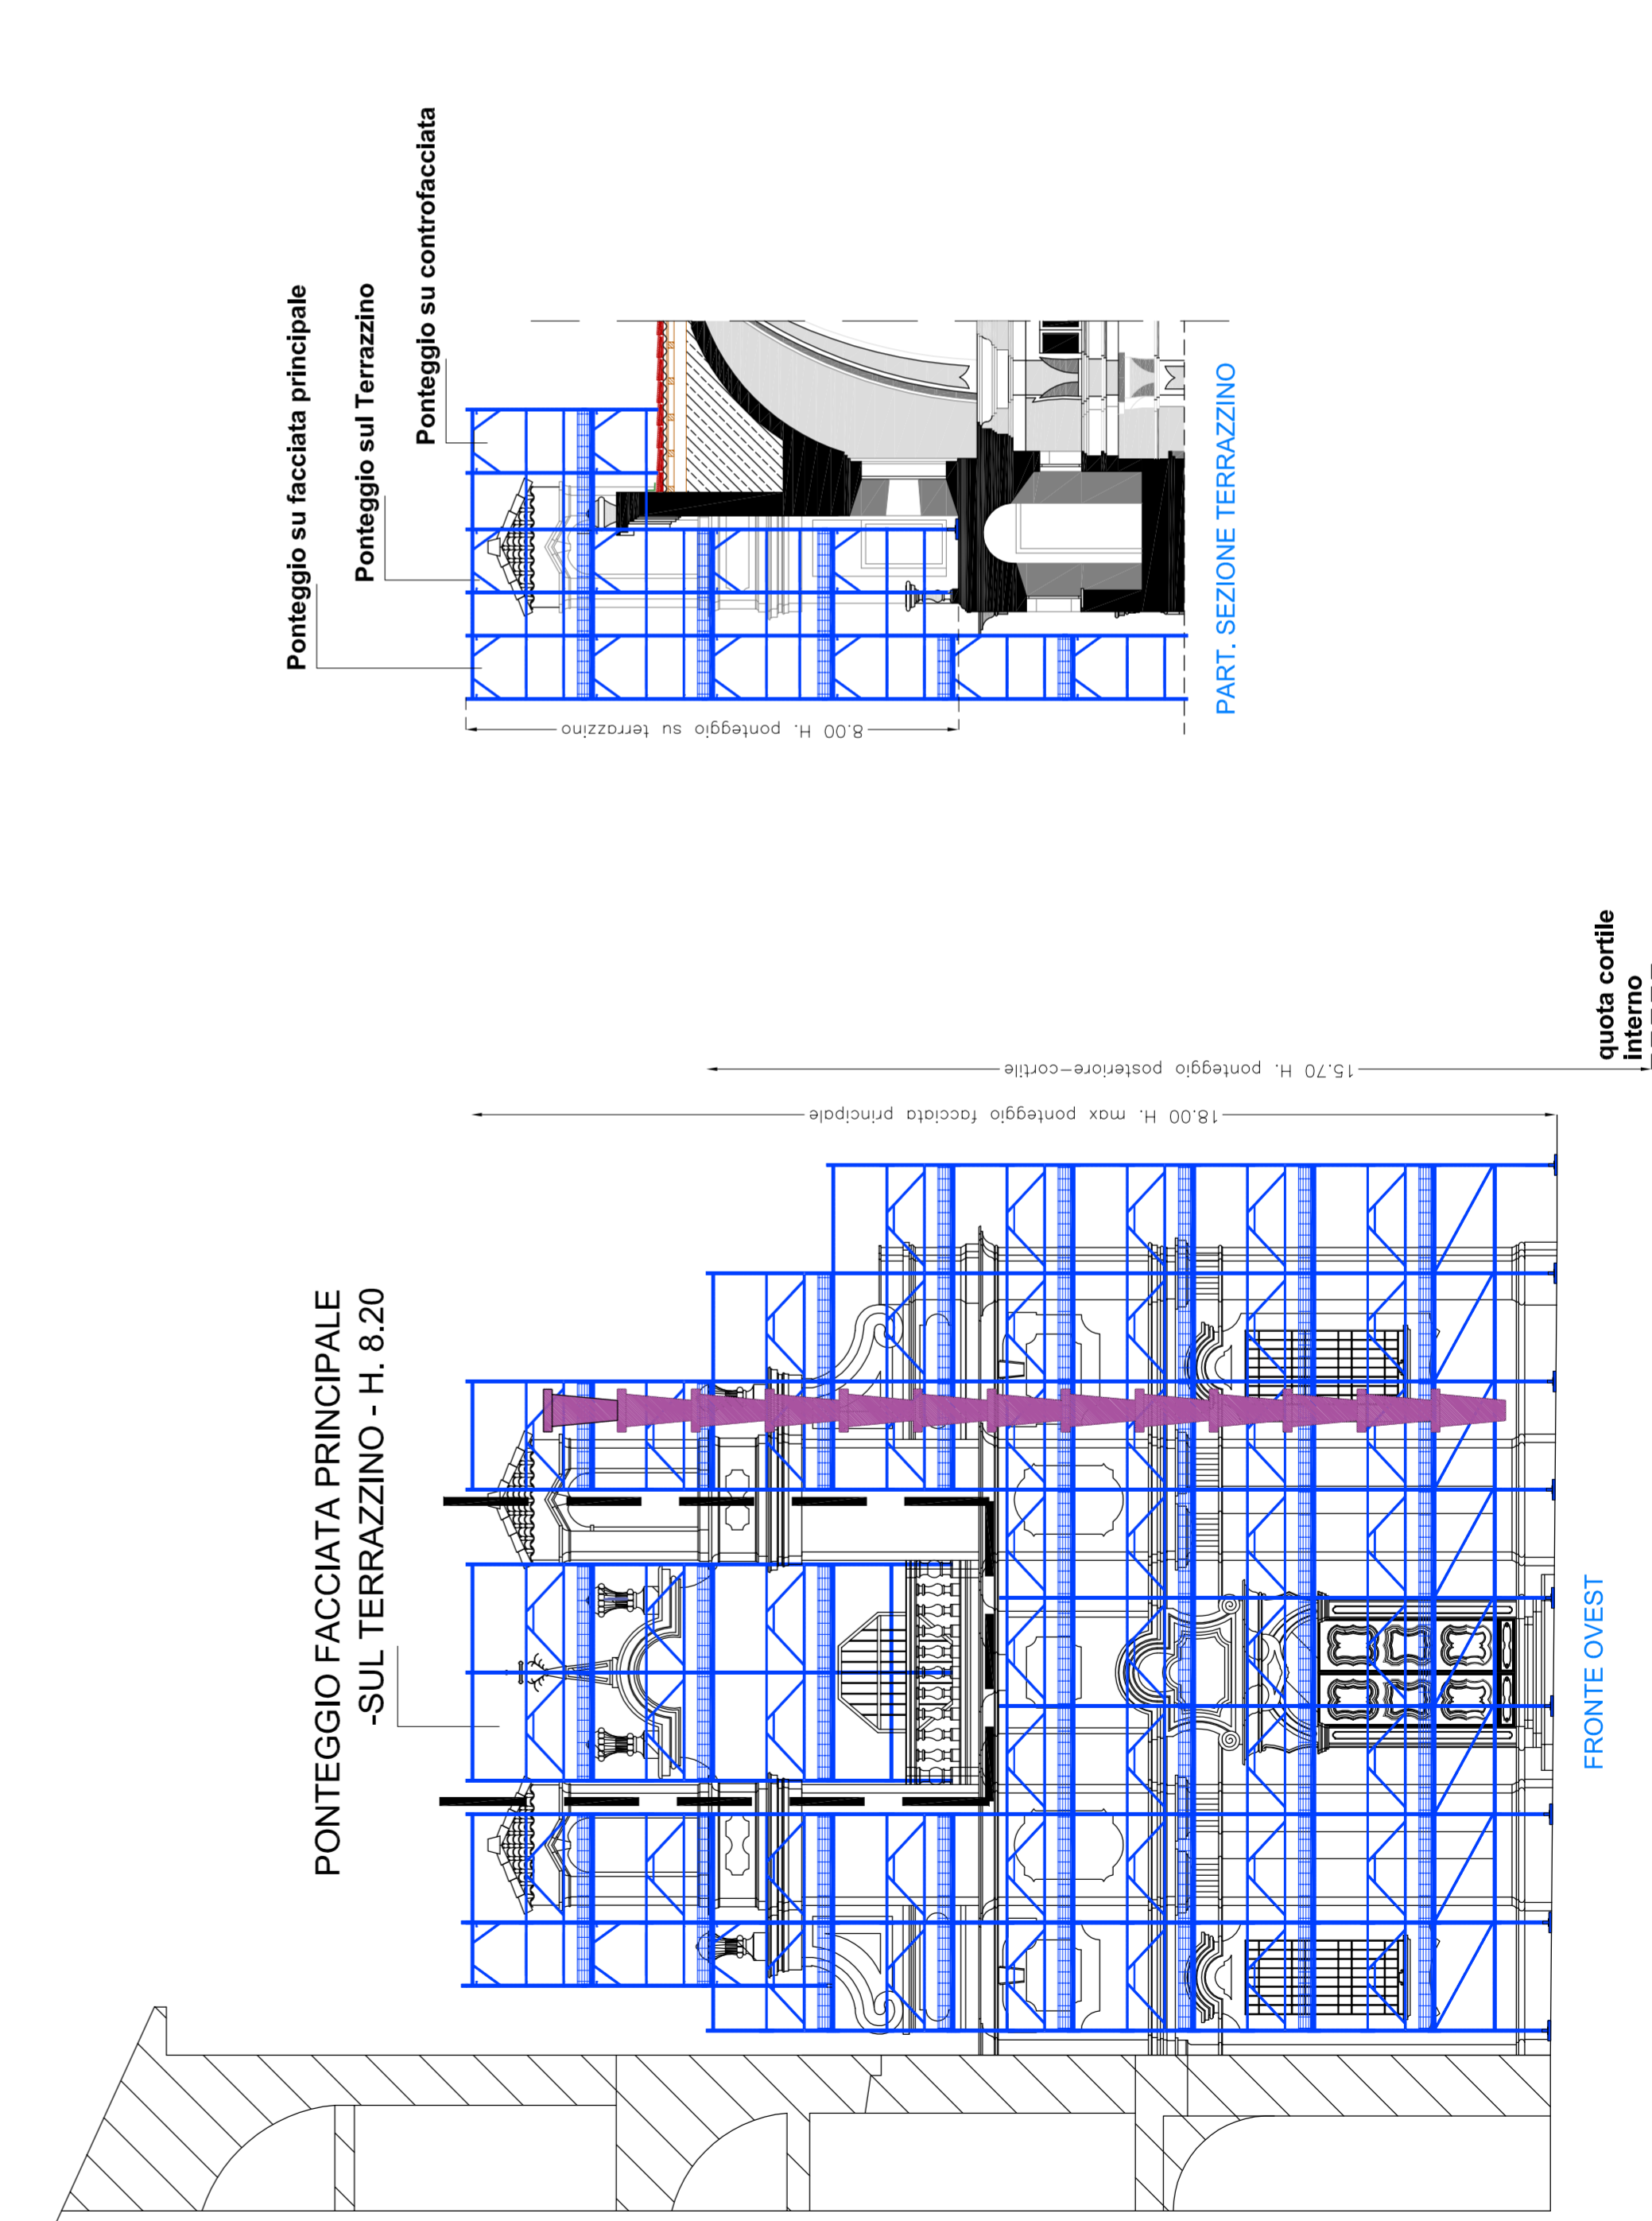 PONTEGGIO FACCIATA PRINCIPALE
-SUL TERRAZZINO - H. 8.20
18.00 H. max ponteggio facciata principale
15.70 H. ponteggio posteriore-cortile
quota cortile
interno
FRONTE OVEST
Ponteggio su facciata principale
Ponteggio sul Terrazzino
Ponteggio su controfacciata
8.00 H. ponteggio su terrazzino
PART. SEZIONE TERRAZZINO